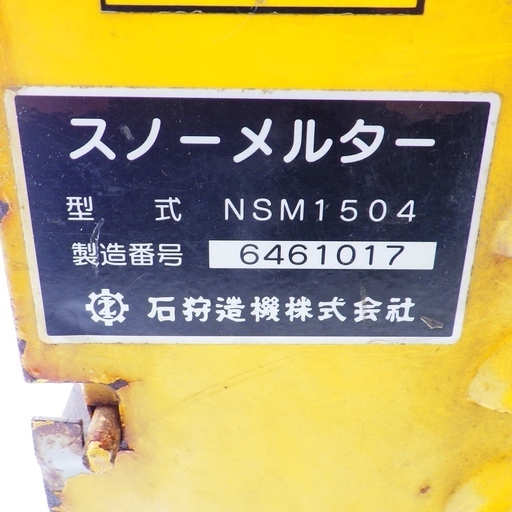 スノーメルター
型 式 NSM1504
製造番号 6461017
石狩造機株式会社